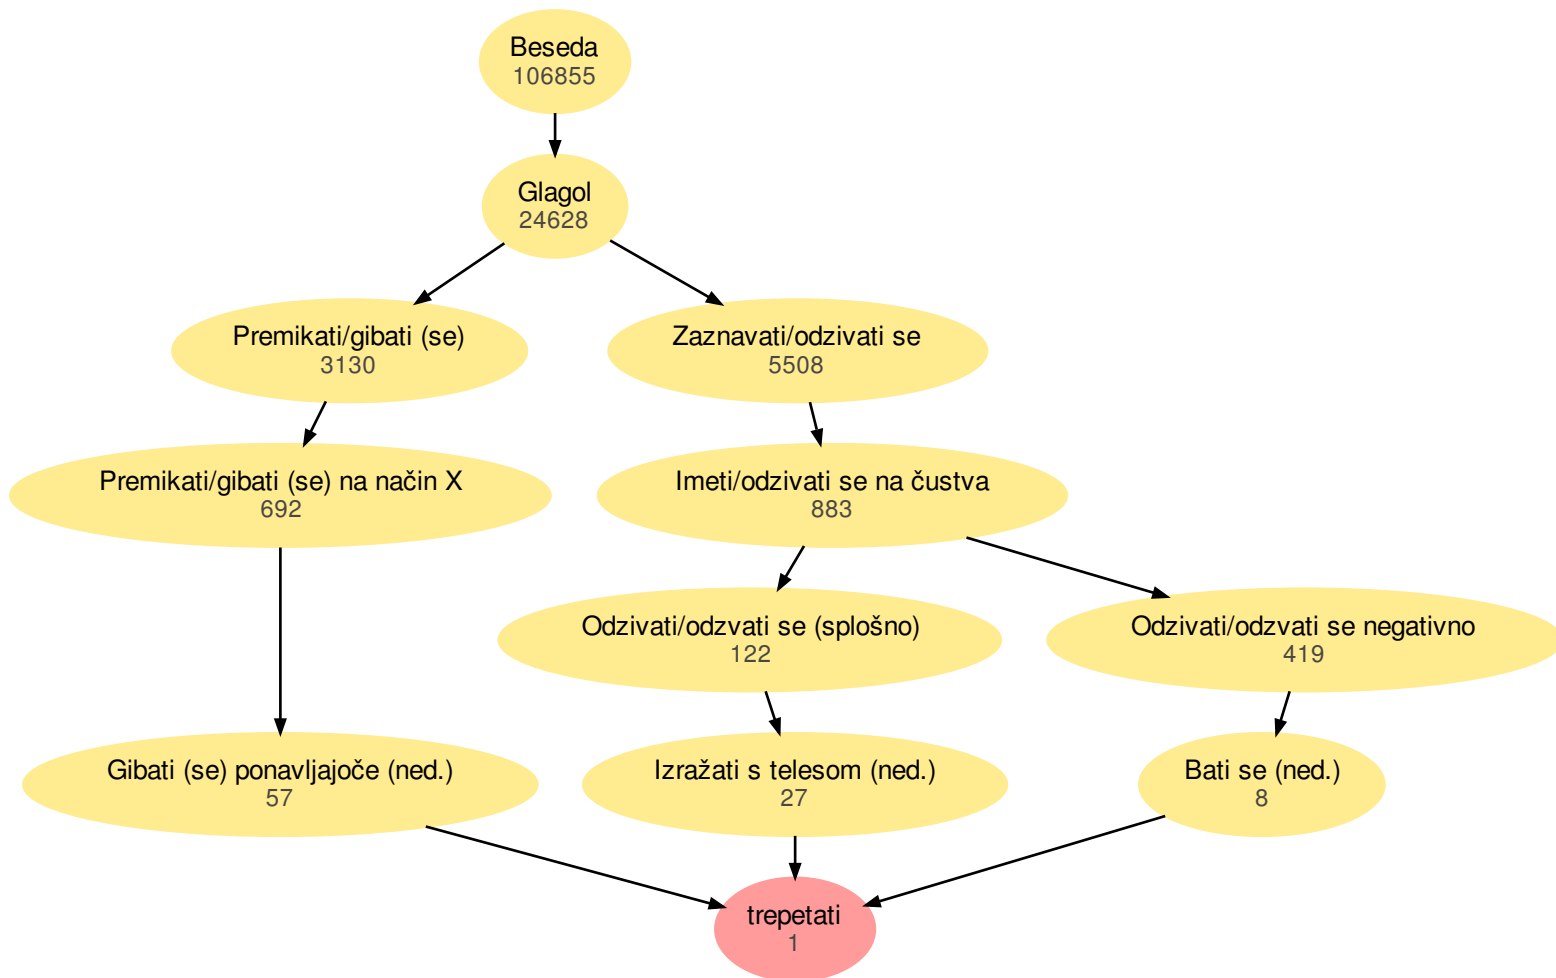 Beseda
106855
Glagol
24628
Premikati/gibati (se)
3130
Zaznavati/odzivati se
5508
Premikati/gibati (se) na način X
692
Imeti/odzivati se na čustva
883
Odzivati/odzvati se (splošno)
122
Odzivati/odzvati se negativno
419
Gibati (se) ponavljajoče (ned.)
57
Izražati s telesom (ned.)
27
Bati se (ned.)
8
trepetati
1